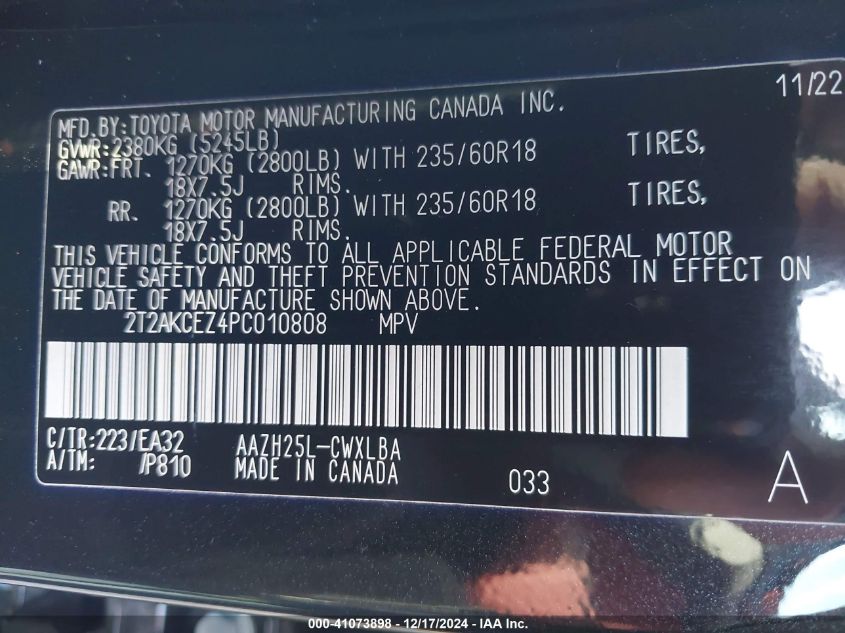 11/22
MFD.BY:TOYOTA MOTOR MANUFACTURING CANADA INC.
GVWR:2380KG (5245LB)
GAWR:FRT. 1270KG (2800LB) WITH 235/60R18 TIRES,
18X7.5J RIMS.
RR. 1270KG (2800LB) WITH 235/60R18 TIRES,
18X7.5J RIMS.
THIS VEHICLE CONFORMS TO ALL APPLICABLE FEDERAL MOTOR
VEHICLE SAFETY AND THEFT PREVENTION STANDARDS IN EFFECT ON
THE DATE OF MANUFACTURE SHOWN ABOVE.
2T2AKCEZ4PC010808 MPV
C/TR:223/EA32 AAZH25L-CWXLBA
A/TM: /P810 MADE IN CANADA
033 A
000-41073898 - 12/17/2024 - IAA Inc.